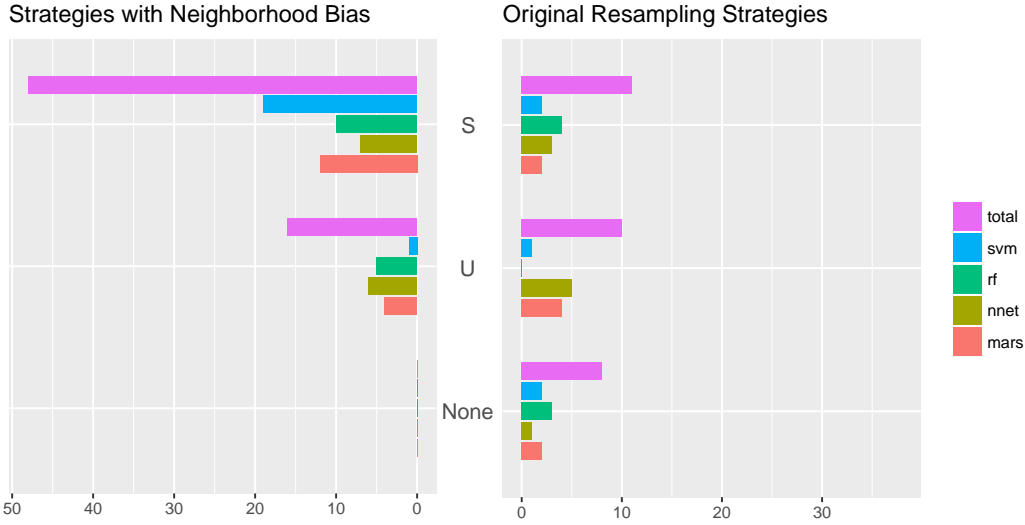 Strategies with Neighborhood Bias
Original Resampling Strategies
S
U
None
total
svm
rf
nnet
mars
50 40 30 20 10 0
0 10 20 30